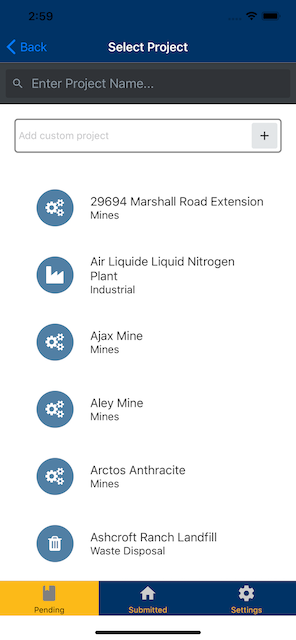 2:59
Back
Select Project
Enter Project Name...
Add custom project
+
29694 Marshall Road Extension
Mines
Air Liquide Liquid Nitrogen
Plant
Industrial
Ajax Mine
Mines
Aley Mine
Mines
Arctos Anthracite
Mines
Ashcroft Ranch Landfill
Waste Disposal
Pending
Submitted
Settings